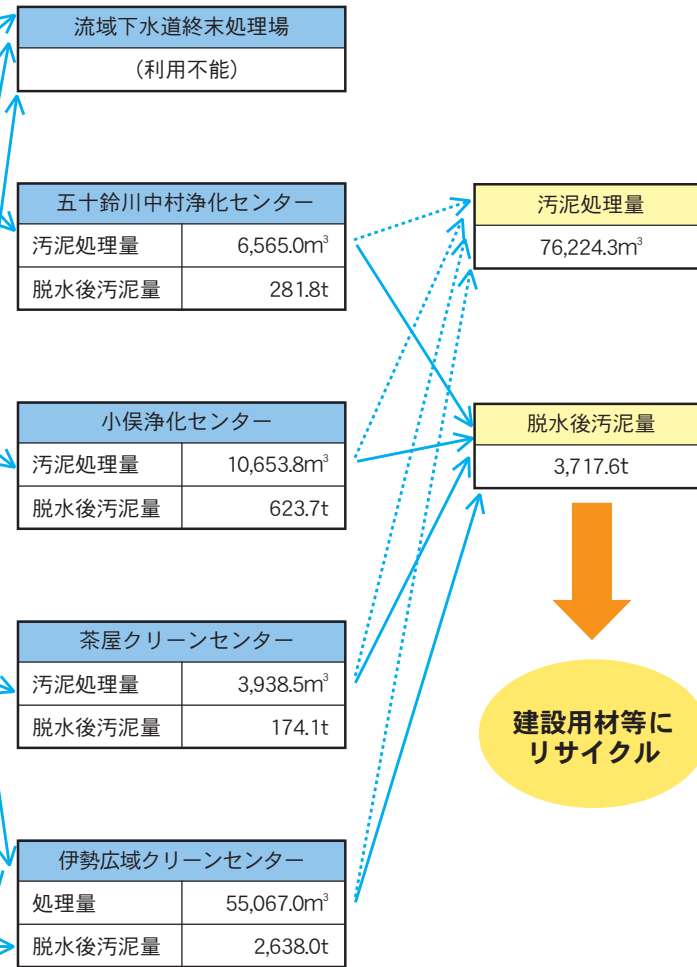 流域下水道終末処理場
(利用不能)
五十鈴川中村浄化センター
汚泥処理量 6,565.0m³
脱水後汚泥量 281.8t
汚泥処理量
76,224.3m³
小俣浄化センター
汚泥処理量 10,653.8m³
脱水後汚泥量 623.7t
脱水後汚泥量
3,717.6t
茶屋クリーンセンター
汚泥処理量 3,938.5m³
脱水後汚泥量 174.1t
建設用材等に
リサイクル
伊勢広域クリーンセンター
処理量 55,067.0m³
脱水後汚泥量 2,638.0t